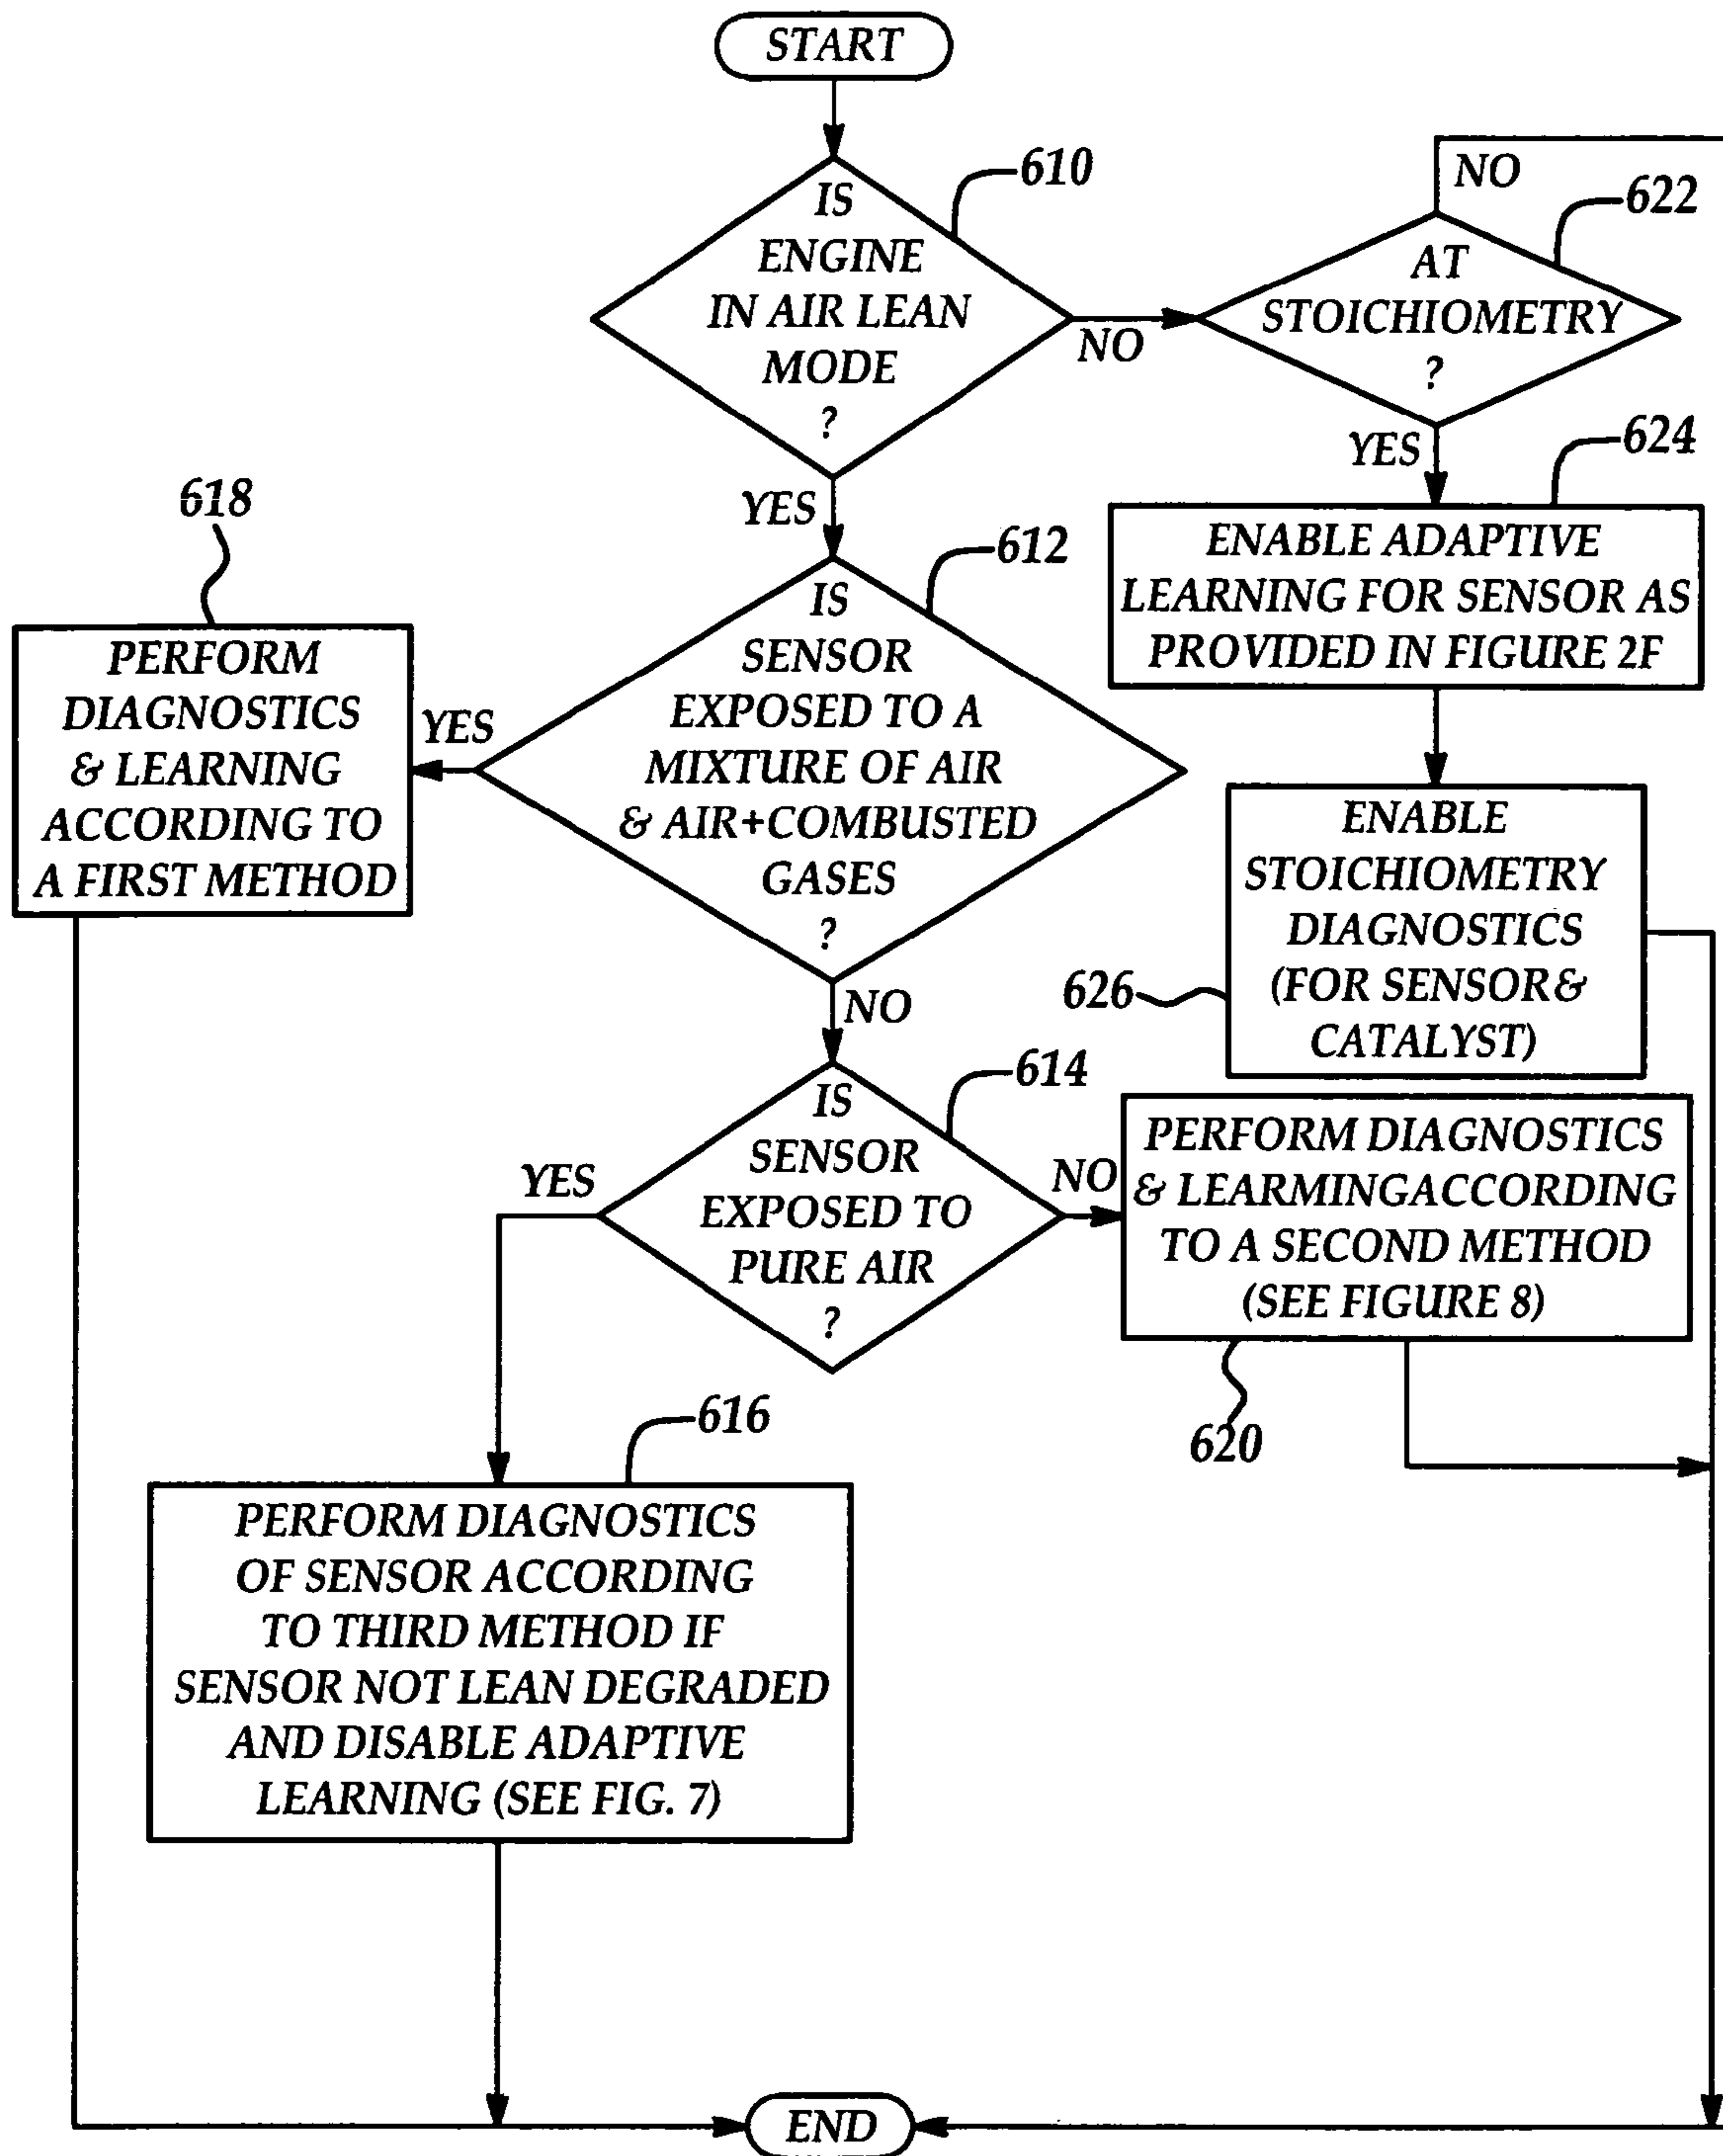 START
610
IS
ENGINE
IN AIR LEAN
MODE
?
NO
YES
NO
622
AT
STOICHIOMETRY
?
YES
624
ENABLE ADAPTIVE
LEARNING FOR SENSOR AS
PROVIDED IN FIGURE 2F
618
PERFORM
DIAGNOSTICS
& LEARNING
ACCORDING TO
A FIRST METHOD
YES
612
IS
SENSOR
EXPOSED TO A
MIXTURE OF AIR
& AIR+COMBUSTED
GASES
?
NO
626
ENABLE
STOICHIOMETRY
DIAGNOSTICS
(FOR SENSOR&
CATALYST)
614
IS
SENSOR
EXPOSED TO
PURE AIR
?
YES
NO
PERFORM DIAGNOSTICS
& LEARMINGACCORDING
TO A SECOND METHOD
(SEE FIGURE 8)
620
616
PERFORM DIAGNOSTICS
OF SENSOR ACCORDING
TO THIRD METHOD IF
SENSOR NOT LEAN DEGRADED
AND DISABLE ADAPTIVE
LEARNING (SEE FIG. 7)
END